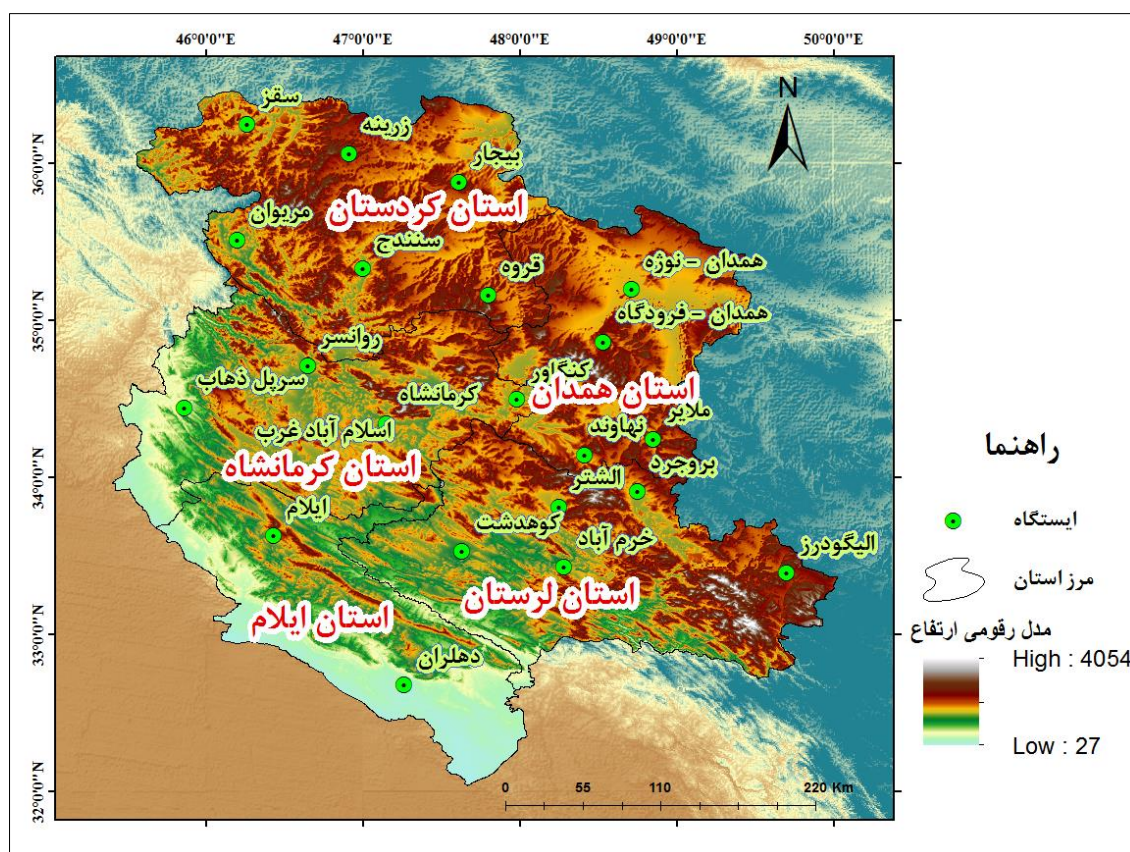 46°0'0"E 47°0'0"E 48°0'0"E 49°0'0"E 50°0'0"E
36°0'0"N
35°0'0"N
34°0'0"N
33°0'0"N
32°0'0"N
N
سقز
زرینه
بیجار
استان کردستان
مریوان
سنندج
قروه
همدان – نوژه
همدان – فرودگاه
روانسر
سرپل ذهاب
کرمانشاه
کنگاور
استان همدان
ملایر
اسلام آباد غرب
نهاوند
استان کرمانشاه
بروجرد
الشتر
ایلام
کوهدشت
خرم آباد
الیگودرز
استان لرستان
استان ایلام
دهلران
0 55 110 220 Km
راهنما
ایستگاه
مرز استان
مدل رقومی ارتفاع
High : 4054
Low : 27